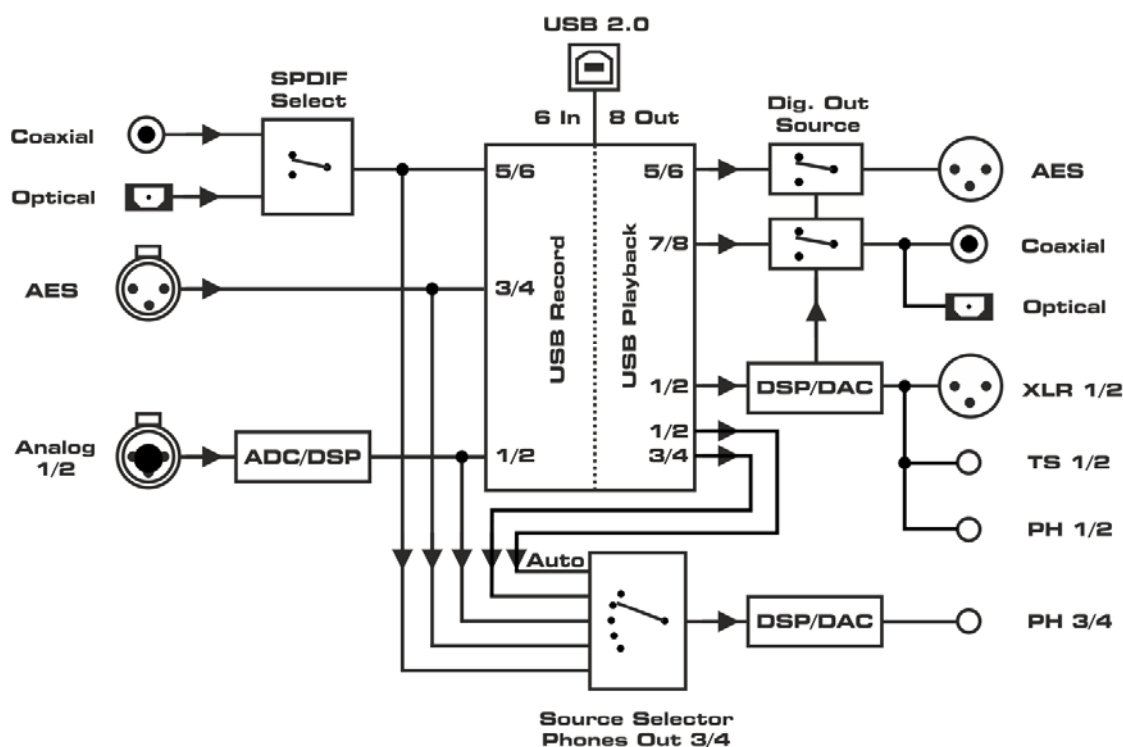 USB 2.0
SPDIF
Select
6 In
8 Out
Dig. Out
Source
Coaxial
Optical
AES
Analog
1/2
ADC/DSP
5/6
3/4
1/2
USB Record
USB Playback
5/6
7/8
1/2
1/2
3/4
DSP/DAC
AES
Coaxial
Optical
XLR 1/2
TS 1/2
PH 1/2
Auto
DSP/DAC
PH 3/4
Source Selector
Phones Out 3/4